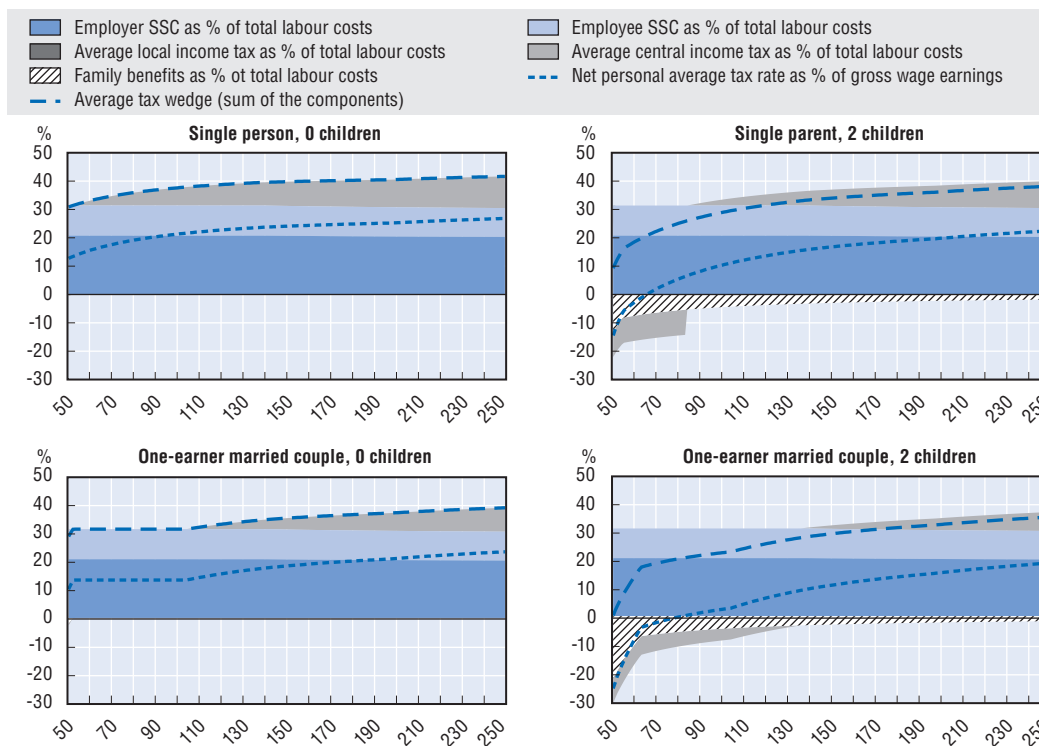 Employer SSC as % of total labour costs
Employee SSC as % of total labour costs
Average local income tax as % of total labour costs
Average central income tax as % of total labour costs
Family benefits as % ot total labour costs
Net personal average tax rate as % of gross wage earnings
Average tax wedge (sum of the components)
%
Single person, 0 children
50
40
30
20
10
0
-10
-20
-30
50 70 90 110 130 150 170 190 210 230 250
%
Single parent, 2 children
50
40
30
20
10
0
-10
-20
-30
50 70 90 110 130 150 170 190 210 230 250
%
One-earner married couple, 0 children
50
40
30
20
10
0
-10
-20
-30
50 70 90 110 130 150 170 190 210 230 250
%
One-earner married couple, 2 children
50
40
30
20
10
0
-10
-20
-30
50 70 90 110 130 150 170 190 210 230 250